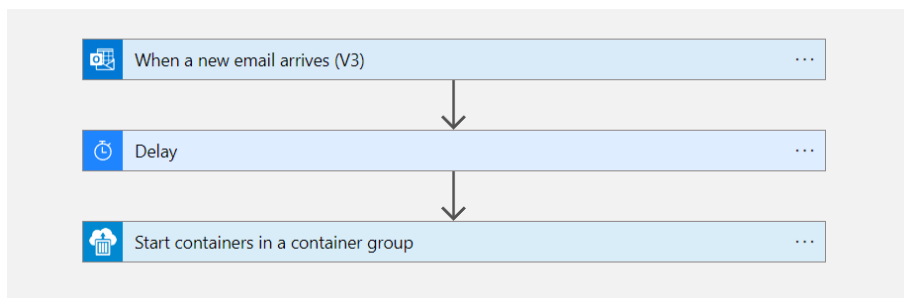 When a new email arrives (V3)
Delay
Start containers in a container group